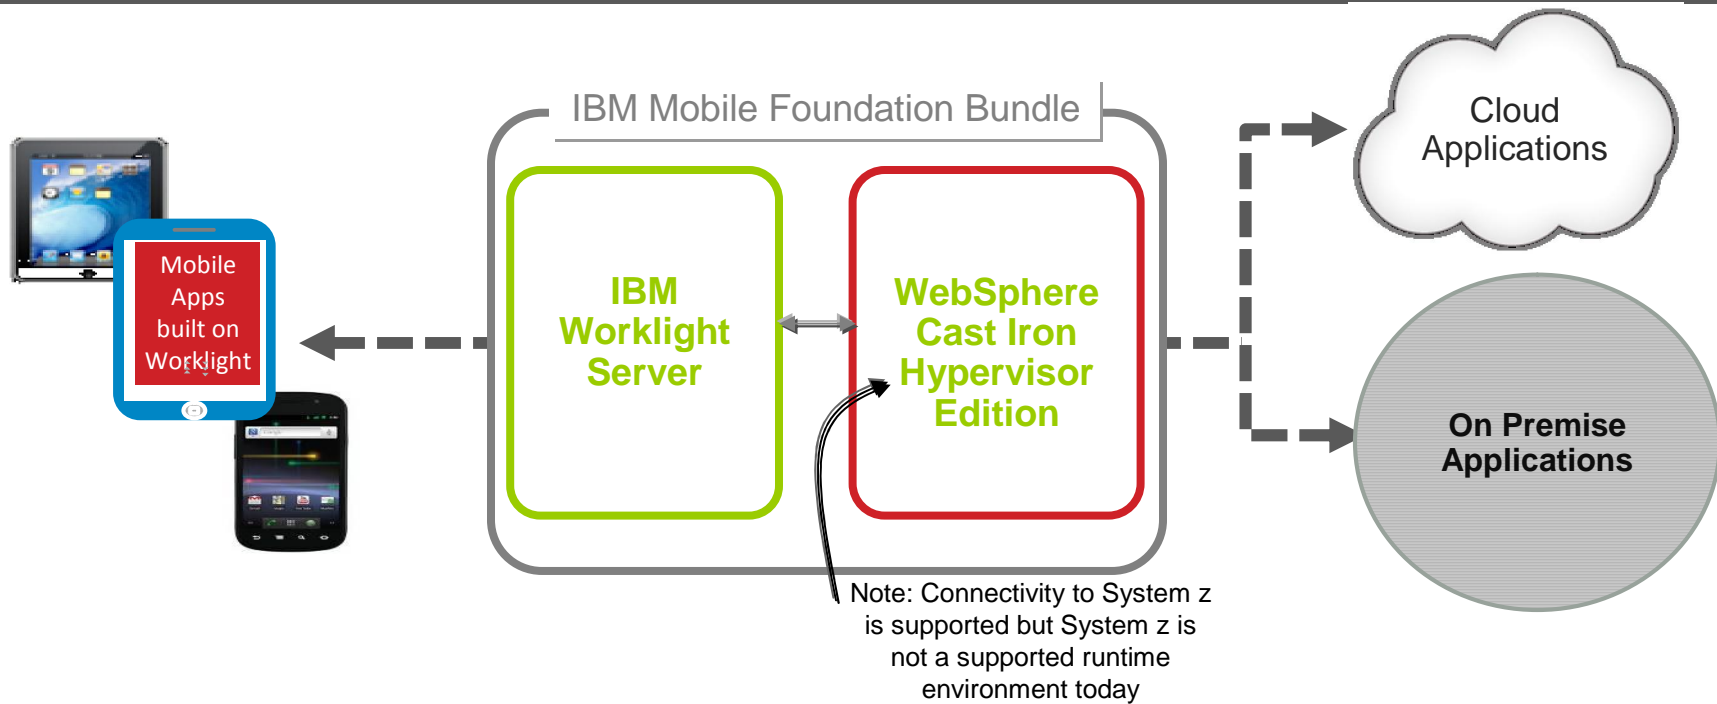 IBM Mobile Foundation Bundle
Cloud
Applications
Mobile
Apps
built on
Worklight
IBM
Worklight
Server
WebSphere
Cast Iron
Hypervisor
Edition
On Premise
Applications
Note: Connectivity to System z
is supported but System z is
not a supported runtime
environment today